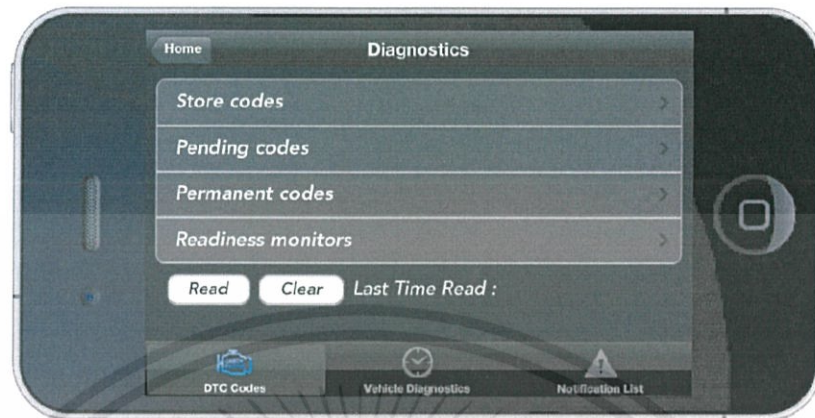 Home
Diagnostics
Store codes
Pending codes
Permanent codes
Readiness monitors
Read Clear Last Time Read :
DTC Codes Vehicle Diagnostics Notification List